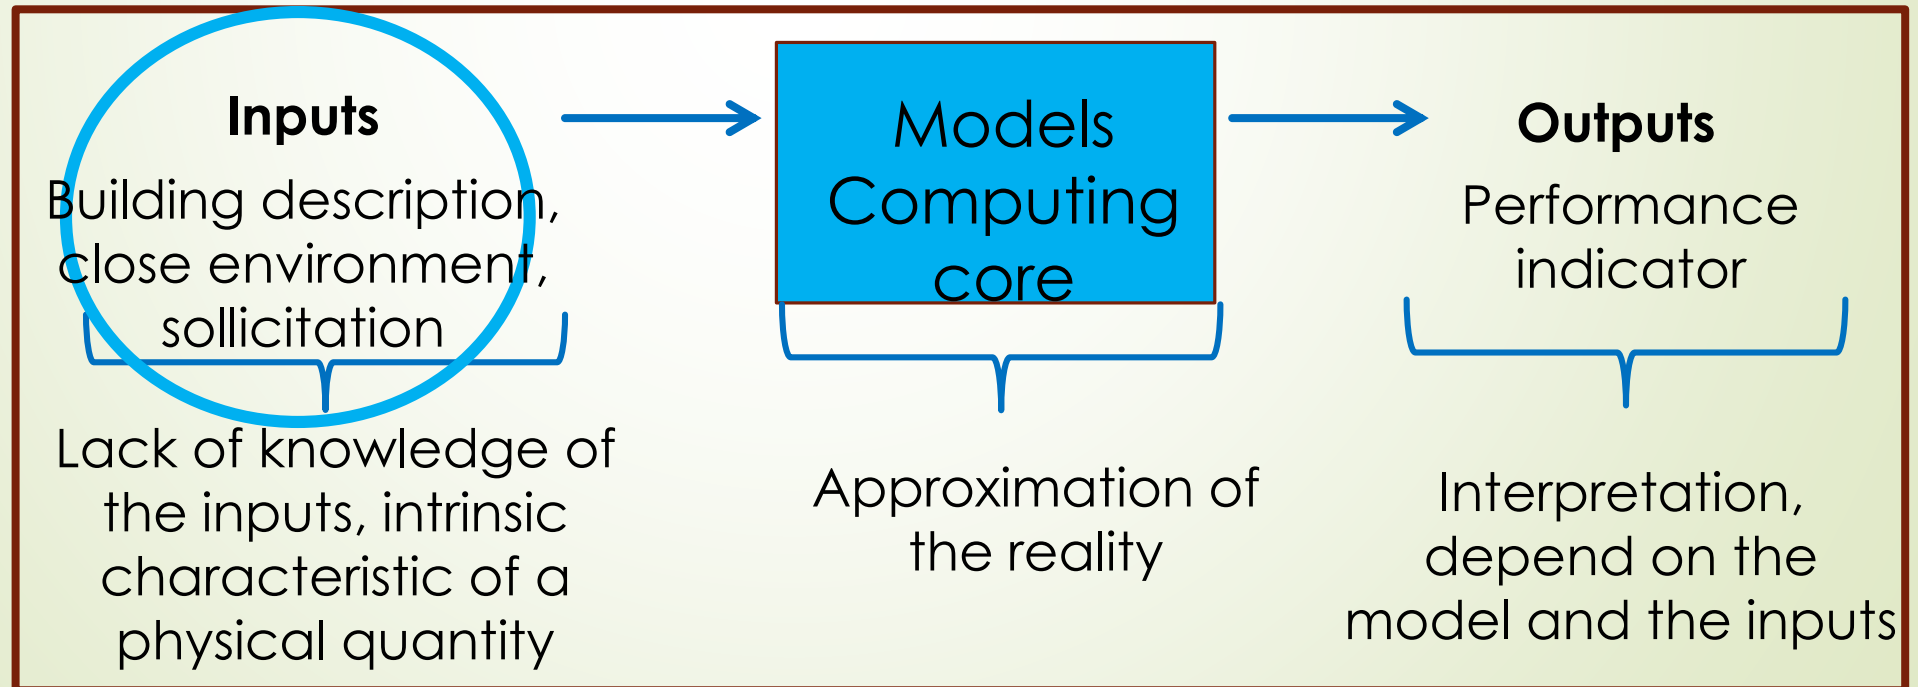 Inputs
Building description,
close environment,
sollicitation
Lack of knowledge of
the inputs, intrinsic
characteristic of a
physical quantity
Models
Computing
core
Approximation of
the reality
Outputs
Performance
indicator
Interpretation,
depend on the
model and the inputs